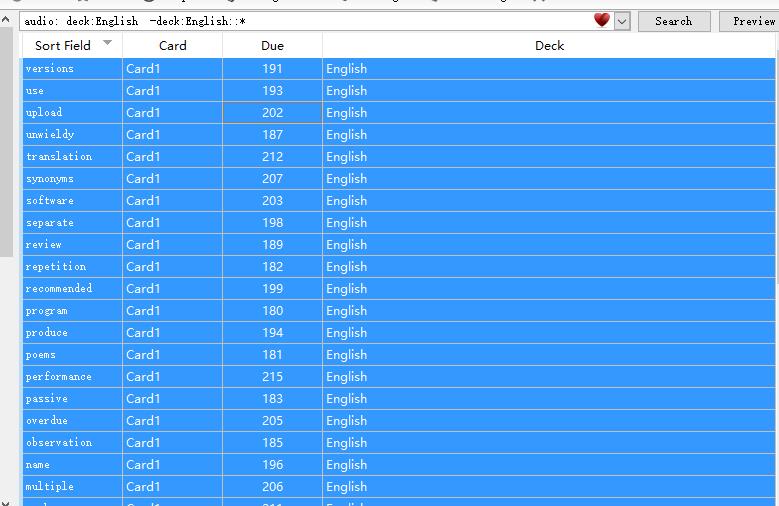 audio: deck:English -deck:English::* Search Preview
Sort Field Card Due Deck
versions Card1 191 English
use Card1 193 English
upload Card1 202 English
unwieldy Card1 187 English
translation Card1 212 English
synonyms Card1 207 English
software Card1 203 English
separate Card1 198 English
review Card1 189 English
repetition Card1 182 English
recommended Card1 199 English
program Card1 180 English
produce Card1 194 English
poems Card1 181 English
performance Card1 215 English
passive Card1 183 English
overdue Card1 205 English
observation Card1 185 English
name Card1 196 English
multiple Card1 206 English